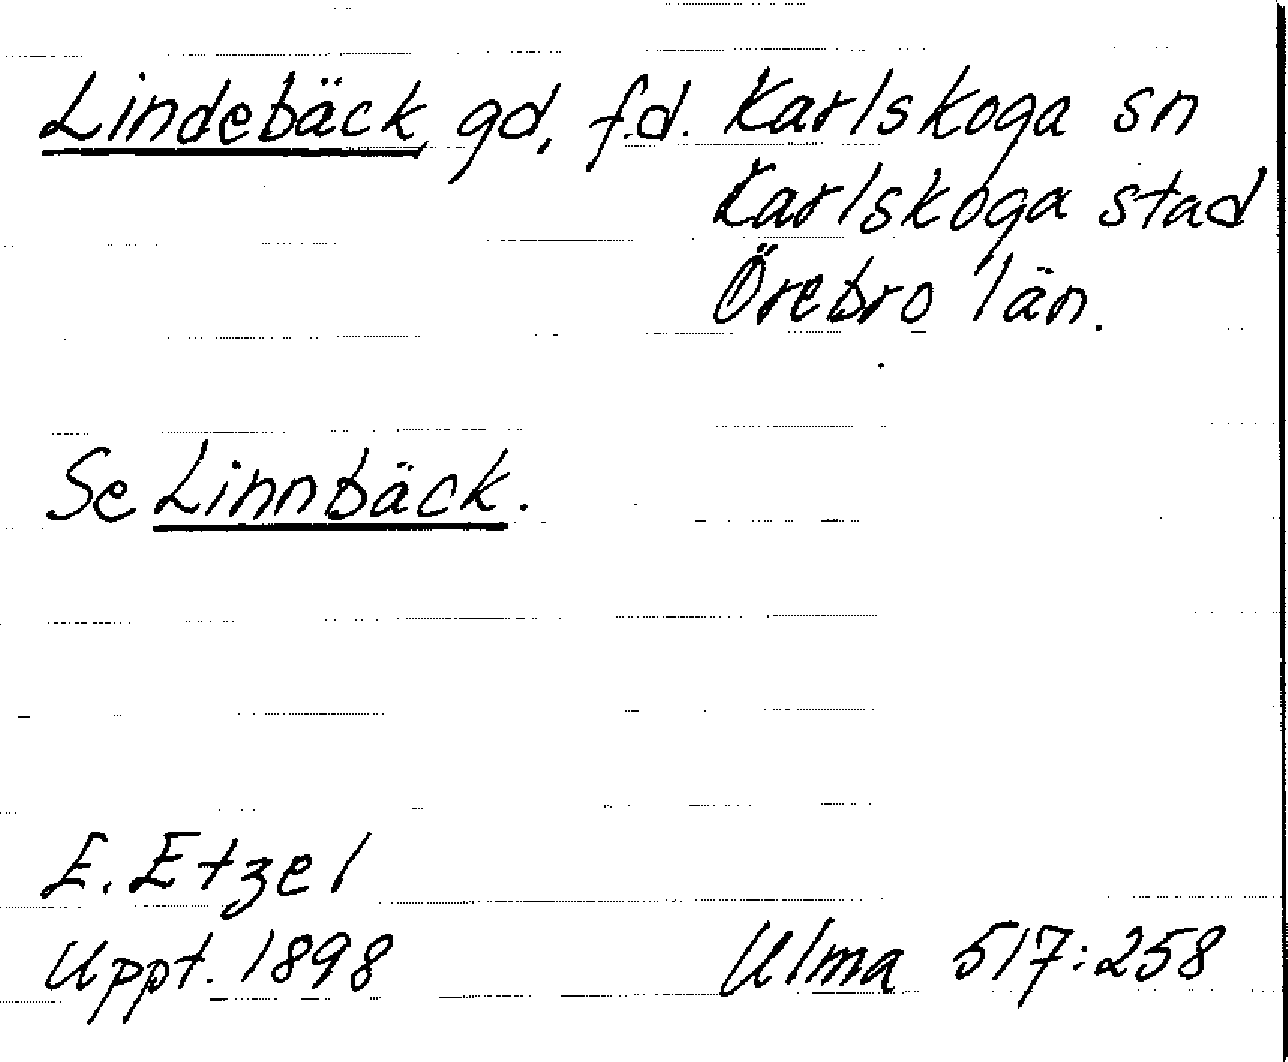 Lindebäck, gd, f.d. Karlskoga sn
Karlskoga stad
Örebro län.
Se Linnbäck.
E. Etzel
Uppt. 1898
Ulma 517:258